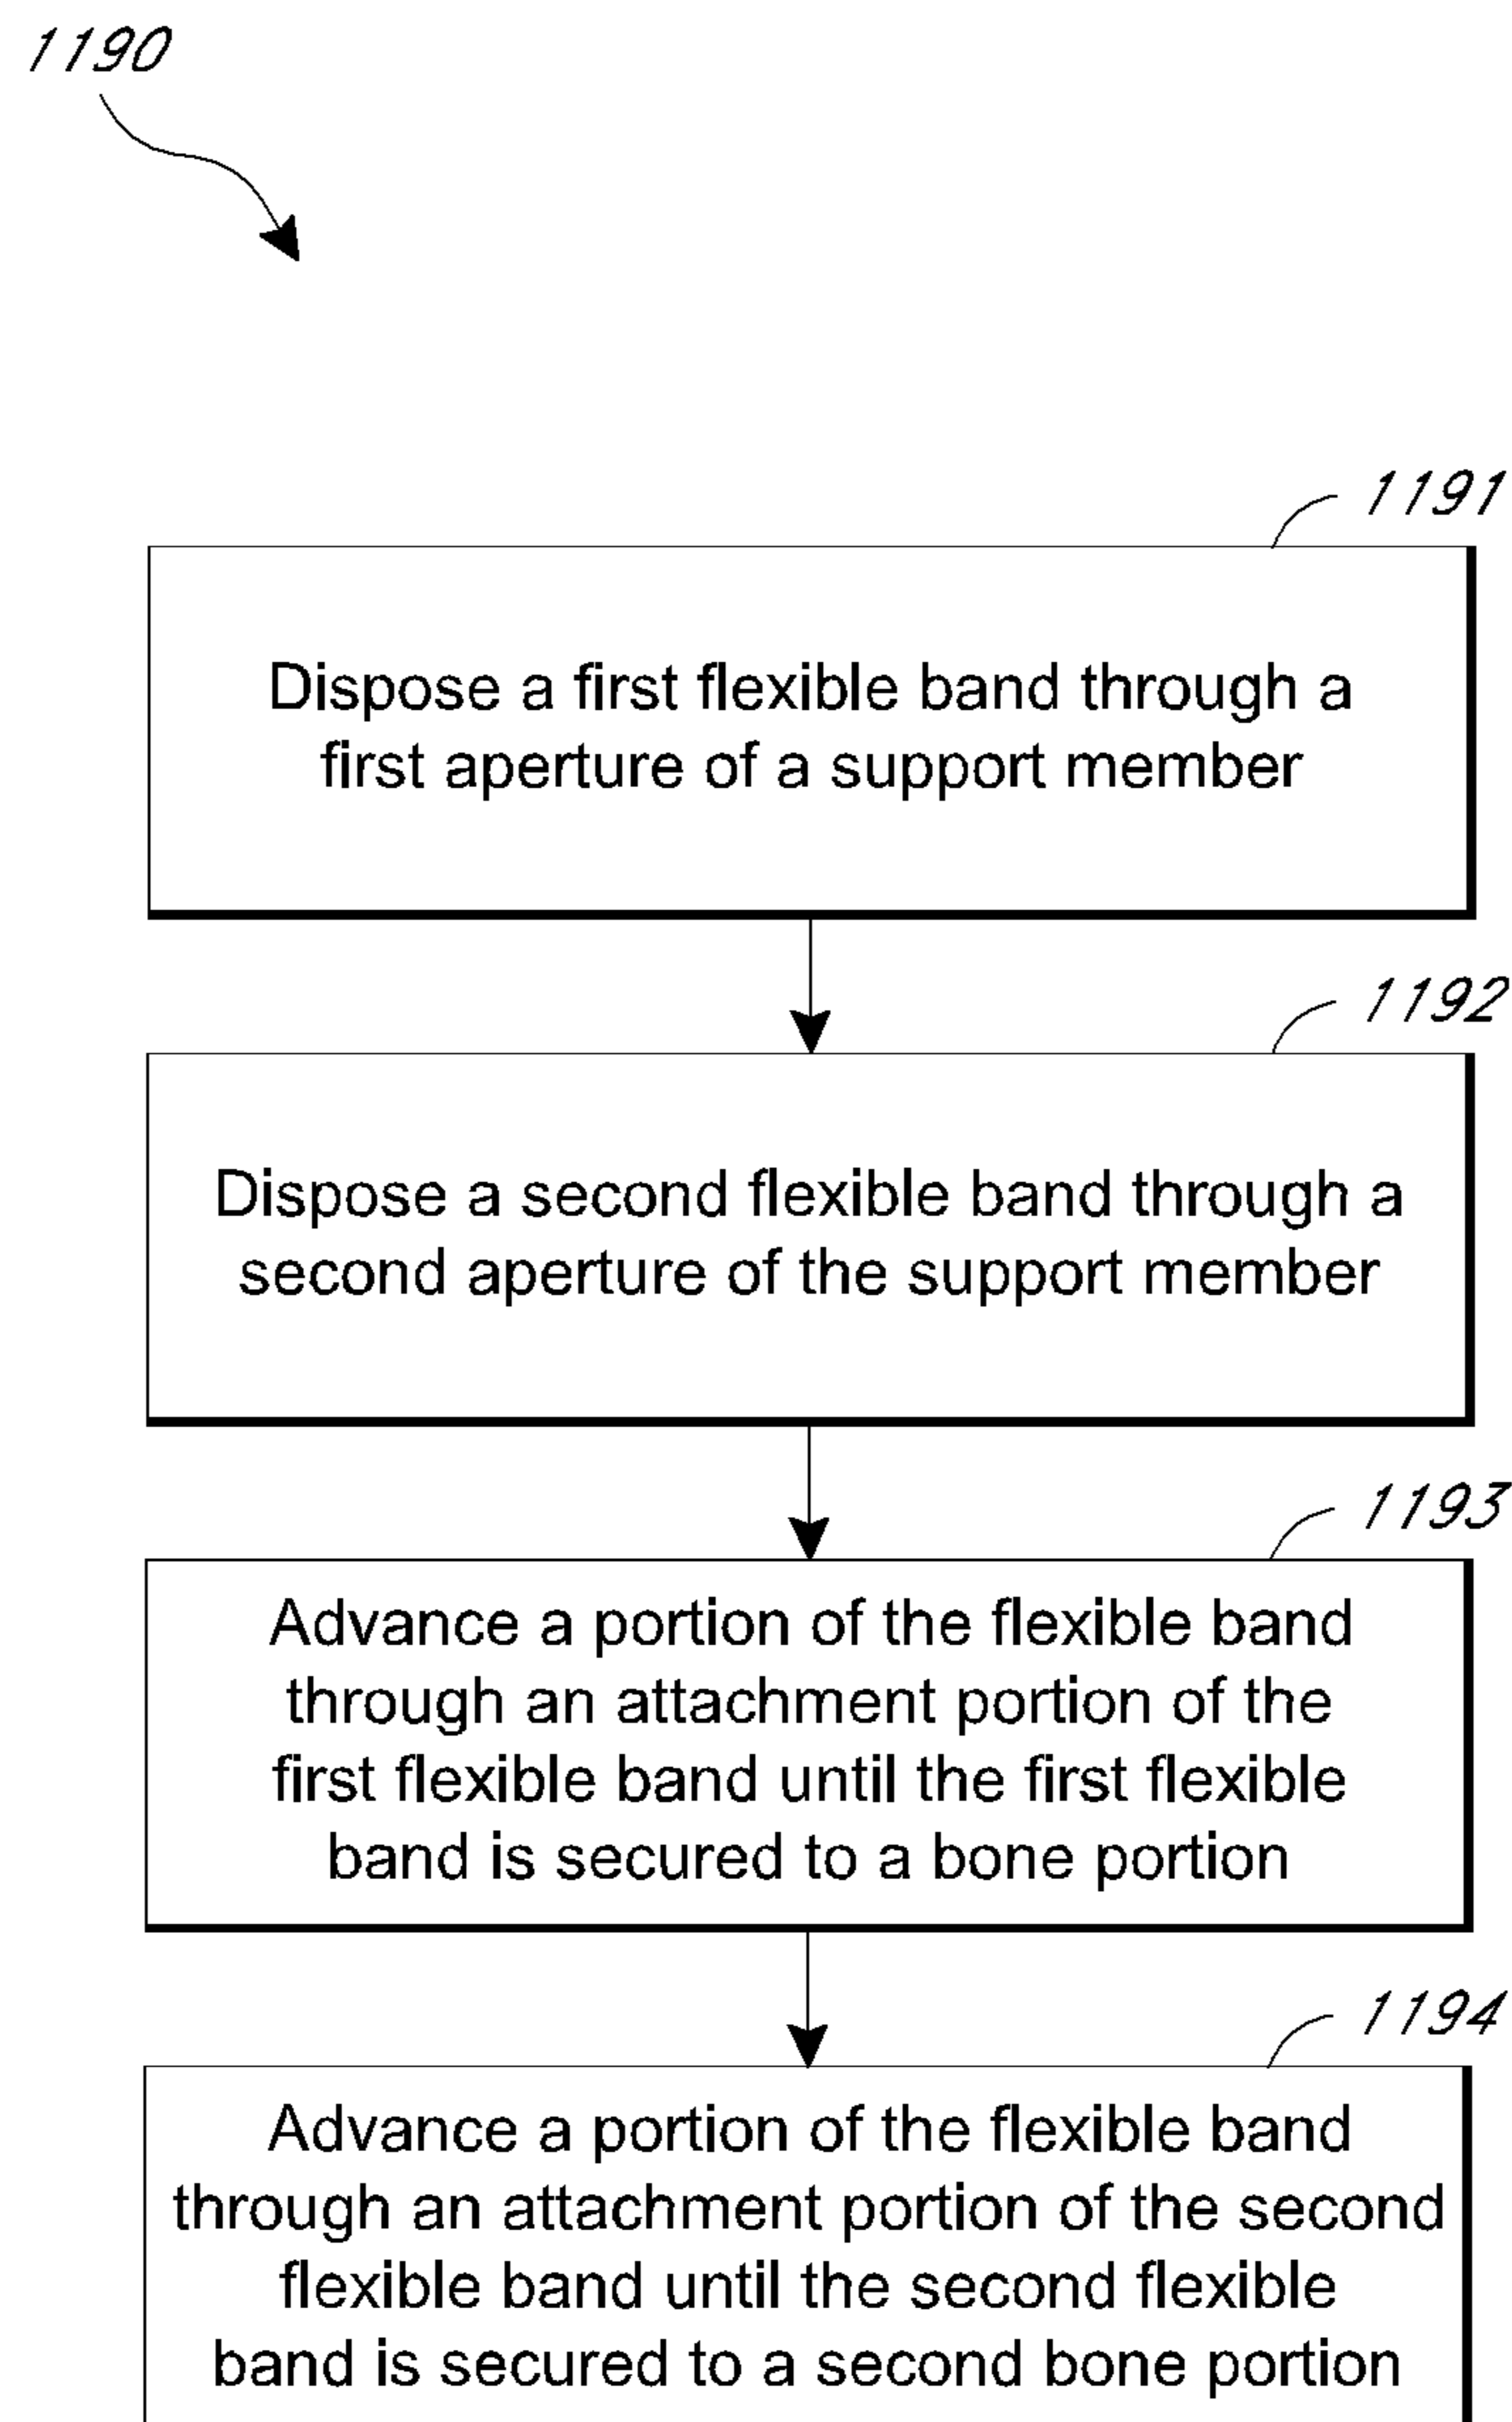 1190
1191
Dispose a first flexible band through a
first aperture of a support member
1192
Dispose a second flexible band through a
second aperture of the support member
1193
Advance a portion of the flexible band
through an attachment portion of the
first flexible band until the first flexible
band is secured to a bone portion
1194
Advance a portion of the flexible band
through an attachment portion of the second
flexible band until the second flexible
band is secured to a second bone portion